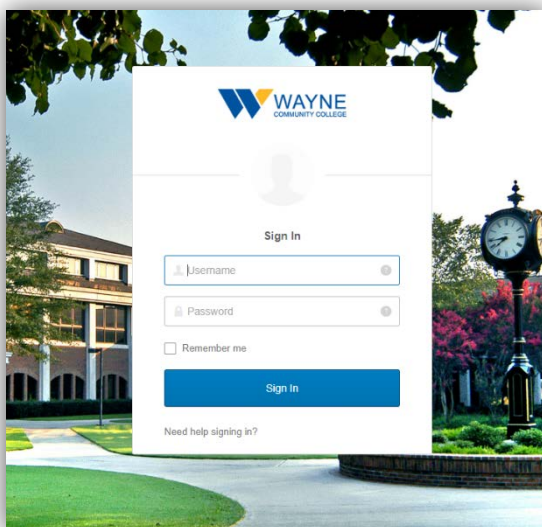 WAYNE
COMMUNITY COLLEGE
Sign In
Username
Password
Remember me
Sign In
Need help signing in?